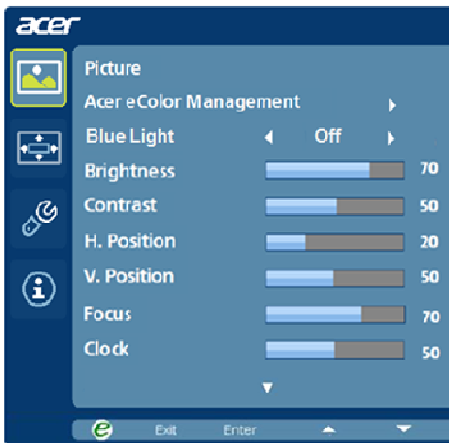 acer
Picture
Acer eColor Management
Blue Light Off
Brightness 70
Contrast 50
H. Position 20
V. Position 50
Focus 70
Clock 50
e Exit Enter